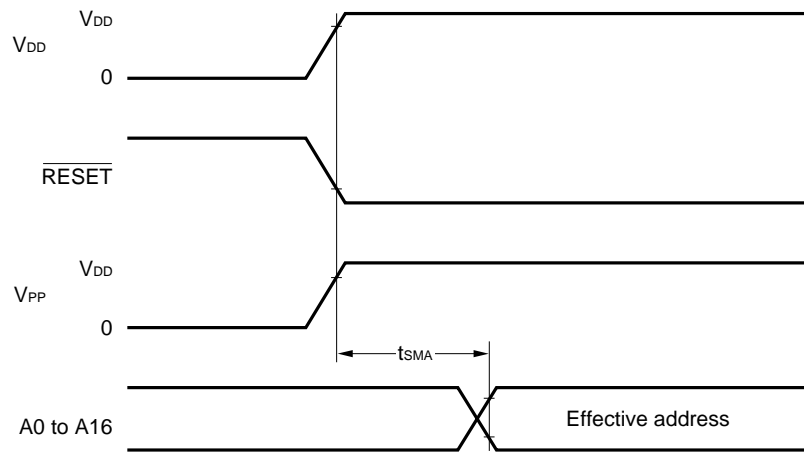 VDD
VDD
0
RESET
VDD
VPP
0
tSMA
A0 to A16
Effective address